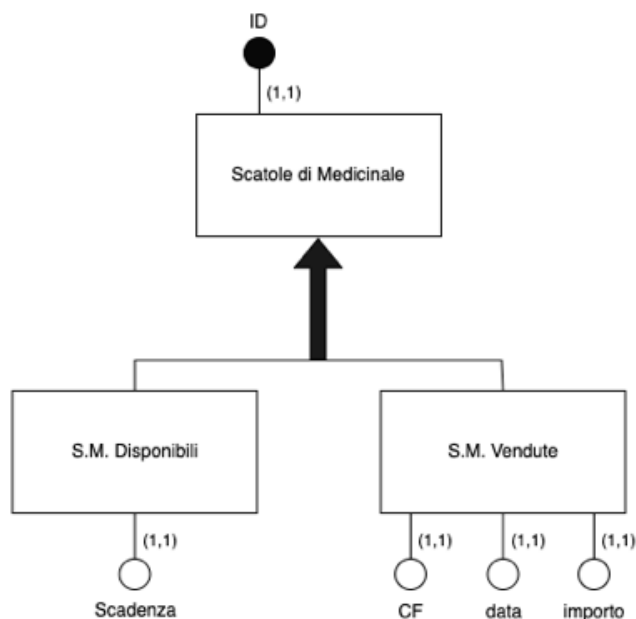 ID
(1,1)
Scatole di Medicinale
S.M. Disponibili
S.M. Vendute
(1,1)
(1,1)
(1,1)
(1,1)
Scadenza
CF
data
importo